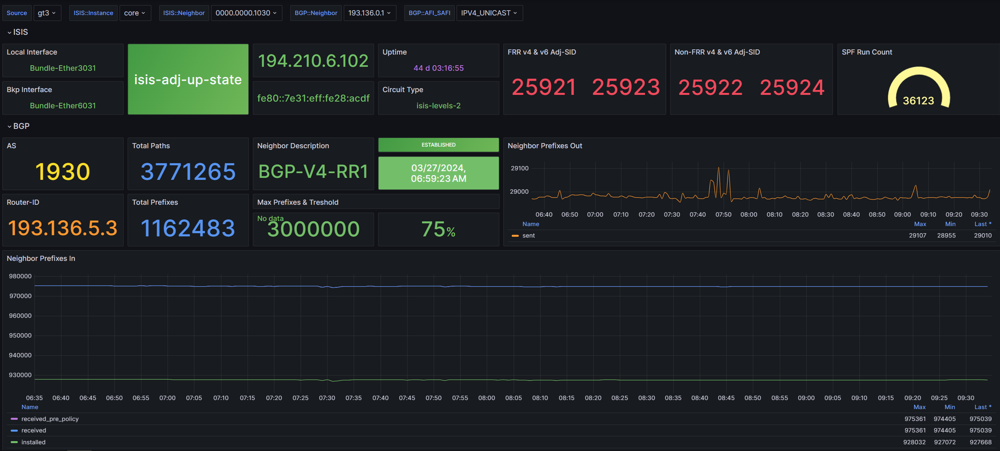 Source gt3 ISIS::Instance core ISIS::Neighbor 0000.0000.1030 BGP::Neighbor 193.136.0.1 BGP::AFI_SAFI IPV4_UNICAST
ISIS
Local Interface
Bundle-Ether3031
Bkp Interface
Bundle-Ether6031
isis-adj-up-state
194.210.6.102
fe80::7e31:eff:fe28:acdf
Uptime
44 d 03:16:55
Circuit Type
isis-levels-2
FRR v4 & v6 Adj-SID
25921 25923
Non-FRR v4 & v6 Adj-SID
25922 25924
SPF Run Count
36123
BGP
AS
1930
Total Paths
3771265
Neighbor Description
BGP-V4-RR1
ESTABLISHED
03/27/2024,
06:59:23 AM
Router-ID
193.136.5.3
Total Prefixes
1162483
Max Prefixes & Treshold
No data
3000000
75%
Neighbor Prefixes Out
29100
29000
06:40 06:50 07:00 07:10 07:20 07:30 07:40 07:50 08:00 08:10 08:20 08:30 08:40 08:50 09:00 09:10 09:20 09:30
Name Max Min Last *
sent 29107 28955 29010
Neighbor Prefixes In
980000
970000
960000
950000
940000
930000
06:35 06:40 06:45 06:50 06:55 07:00 07:05 07:10 07:15 07:20 07:25 07:30 07:35 07:40 07:45 07:50 07:55 08:00 08:05 08:10 08:15 08:20 08:25 08:30 08:35 08:40 08:45 08:50 08:55 09:00 09:05 09:10 09:15 09:20 09:25 09:30
Name Max Min Last *
received_pre_policy 975361 974405 975039
received 975361 974405 975039
installed 928032 927072 927668